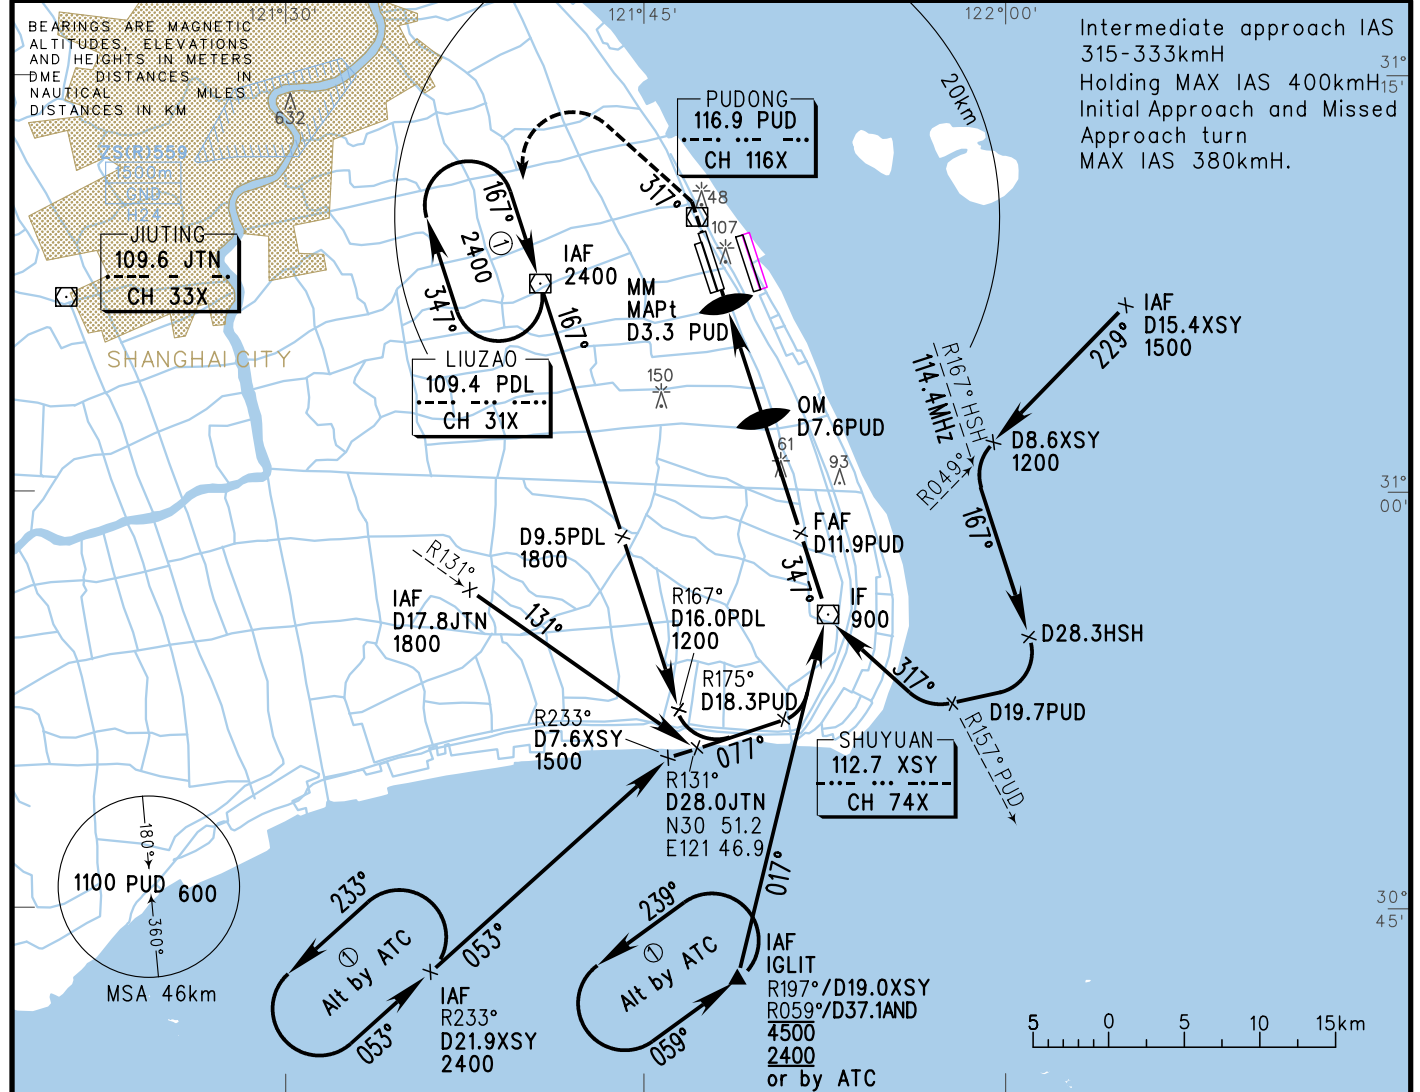 BEARINGS ARE MAGNETIC
ALTITUDES, ELEVATIONS
AND HEIGHTS IN METERS
DME DISTANCES IN
NAUTICAL MILES
DISTANCES IN KM
121°30'
121°45'
122°00'
Intermediate approach IAS
315-333kmH
Holding MAX IAS 400kmH
Initial Approach and Missed
Approach turn
MAX IAS 380kmH.
31°
15'
20km
632
ZS(R)559
1500m
GND
H24
PUDONG
116.9 PUD
CH 116X
JIUTING
109.6 JTN
CH 33X
SHANGHAI CITY
167°
①
2400
347°
IAF
2400
317°
48
107
MM
MAPt
D3.3 PUD
167°
LIUZAO
109.4 PDL
CH 31X
150
OM
D7.6PUD
61
93
IAF
D15.4XSY
1500
229°
R167° HSH
114.4MHz
R049°
D8.6XSY
1200
31°
00'
167°
D9.5PDL
1800
FAF
D11.9PUD
347°
R131°
IAF
D17.8JTN
1800
131°
R167°
D16.0PDL
1200
IF
900
D28.3HSH
R175°
D18.3PUD
317°
D19.7PUD
R157° PUD
R233°
D7.6XSY
1500
077°
R131°
D28.0JTN
N30 51.2
E121 46.9
SHUYUAN
112.7 XSY
CH 74X
180°
1100 PUD 600
360°
MSA 46km
233°
①
Alt by ATC
053°
053°
IAF
R233°
D21.9XSY
2400
239°
①
Alt by ATC
059°
017°
IAF
IGLIT
R197°/D19.0XSY
R059°/D37.1AND
4500
2400
or by ATC
30°
45'
5 0 5 10 15km